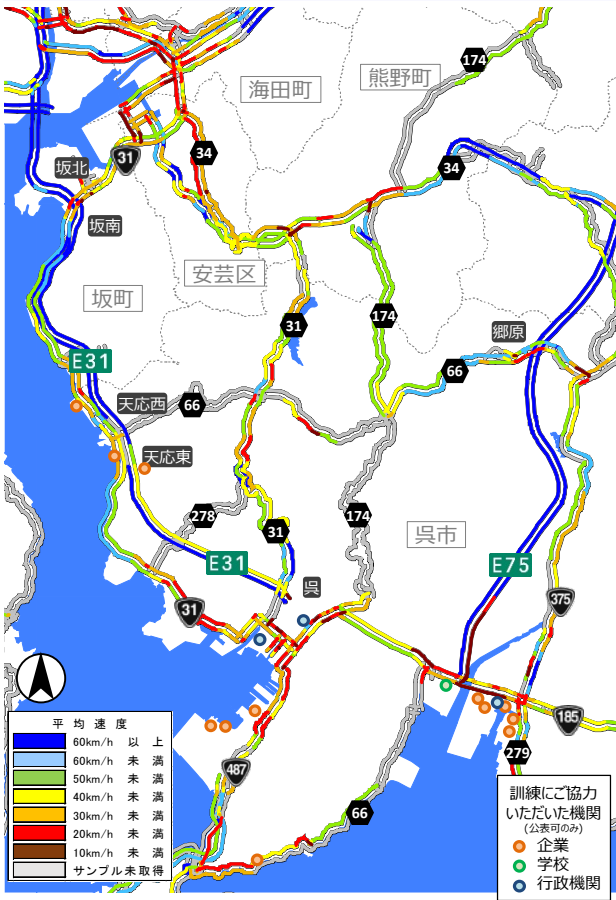 海田町
熊野町
174
坂北
31
34
34
坂南
安芸区
坂町
31
174
郷原
66
E31
天応西
66
天応東
278
31
174
呉市
E31
呉
E75
31
375
185
487
279
66
平均速度
60km/h 以上
60km/h 未満
50km/h 未満
40km/h 未満
30km/h 未満
20km/h 未満
10km/h 未満
サンプル未取得
訓練にご協力
いただいた機関
(公表可のみ)
企業
学校
行政機関